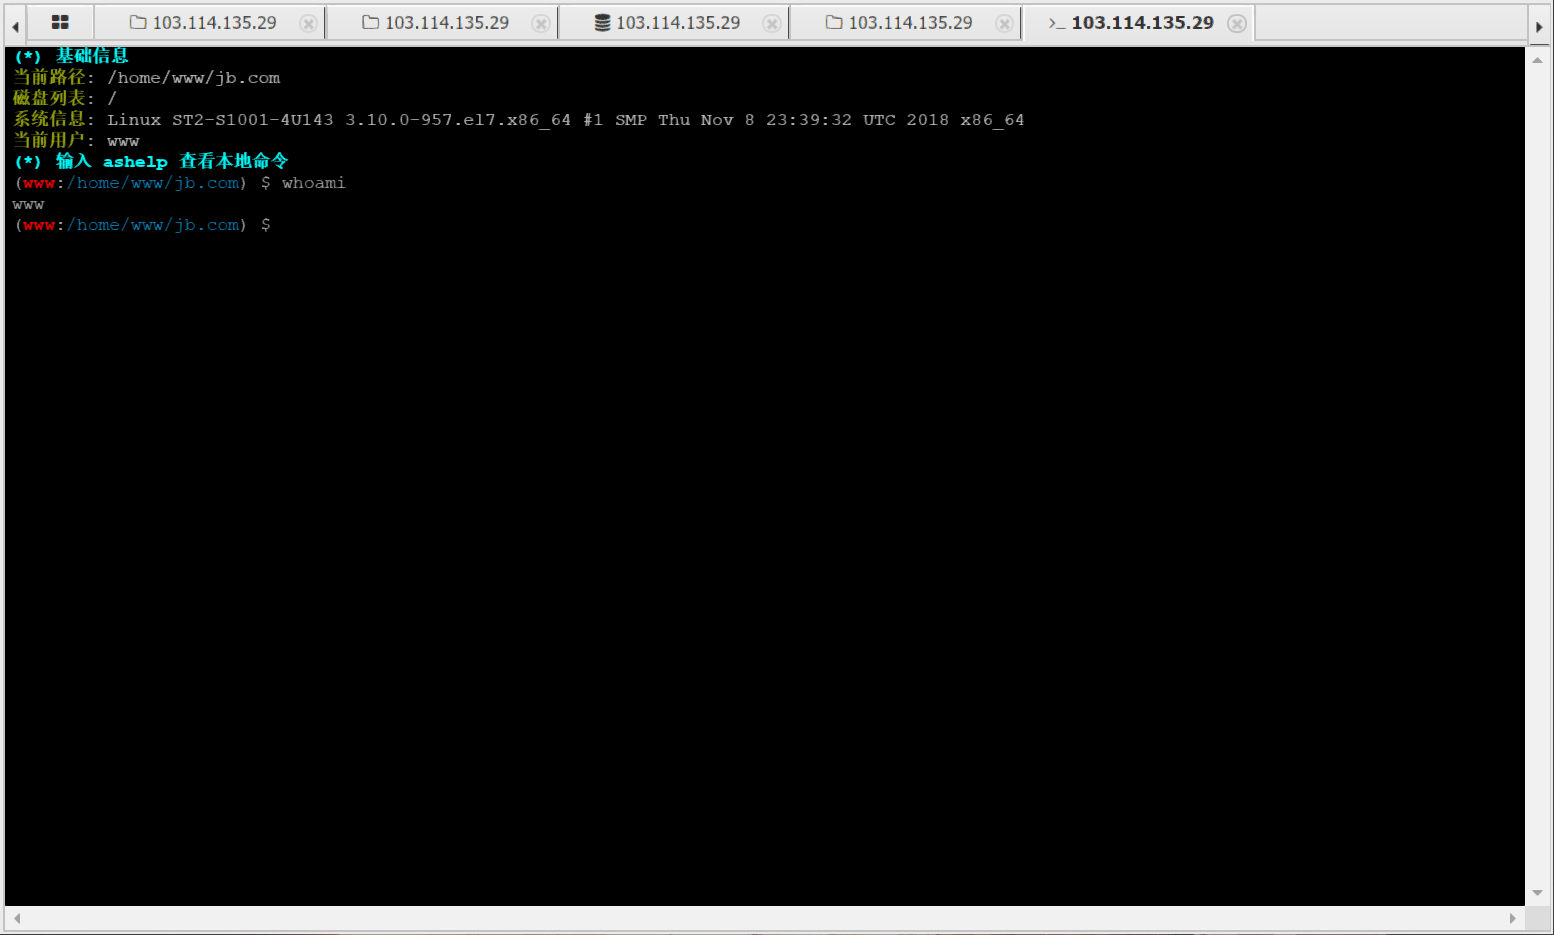 103.114.135.29 103.114.135.29 103.114.135.29 103.114.135.29 >_ 103.114.135.29
(*) 基础信息
当前路径: /home/www/jb.com
磁盘列表: /
系统信息: Linux ST2-S1001-4U143 3.10.0-957.el7.x86_64 #1 SMP Thu Nov 8 23:39:32 UTC 2018 x86_64
当前用户: www
(*) 输入 ashelp 查看本地命令
(www:/home/www/jb.com) $ whoami
www
(www:/home/www/jb.com) $